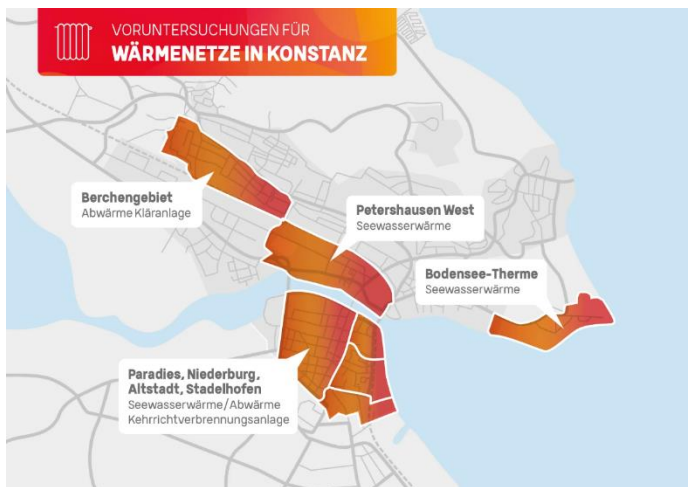 VORUNTERSUCHUNGEN FÜR
WÄRMENETZE IN KONSTANZ
Berchengebiet
Abwärme Kläranlage
Petershausen West
Seewasserwärme
Bodensee-Therme
Seewasserwärme
Paradies, Niederburg,
Altstadt, Stadelhofen
Seewasserwärme/Abwärme
Kehrrichtverbrennungsanlage